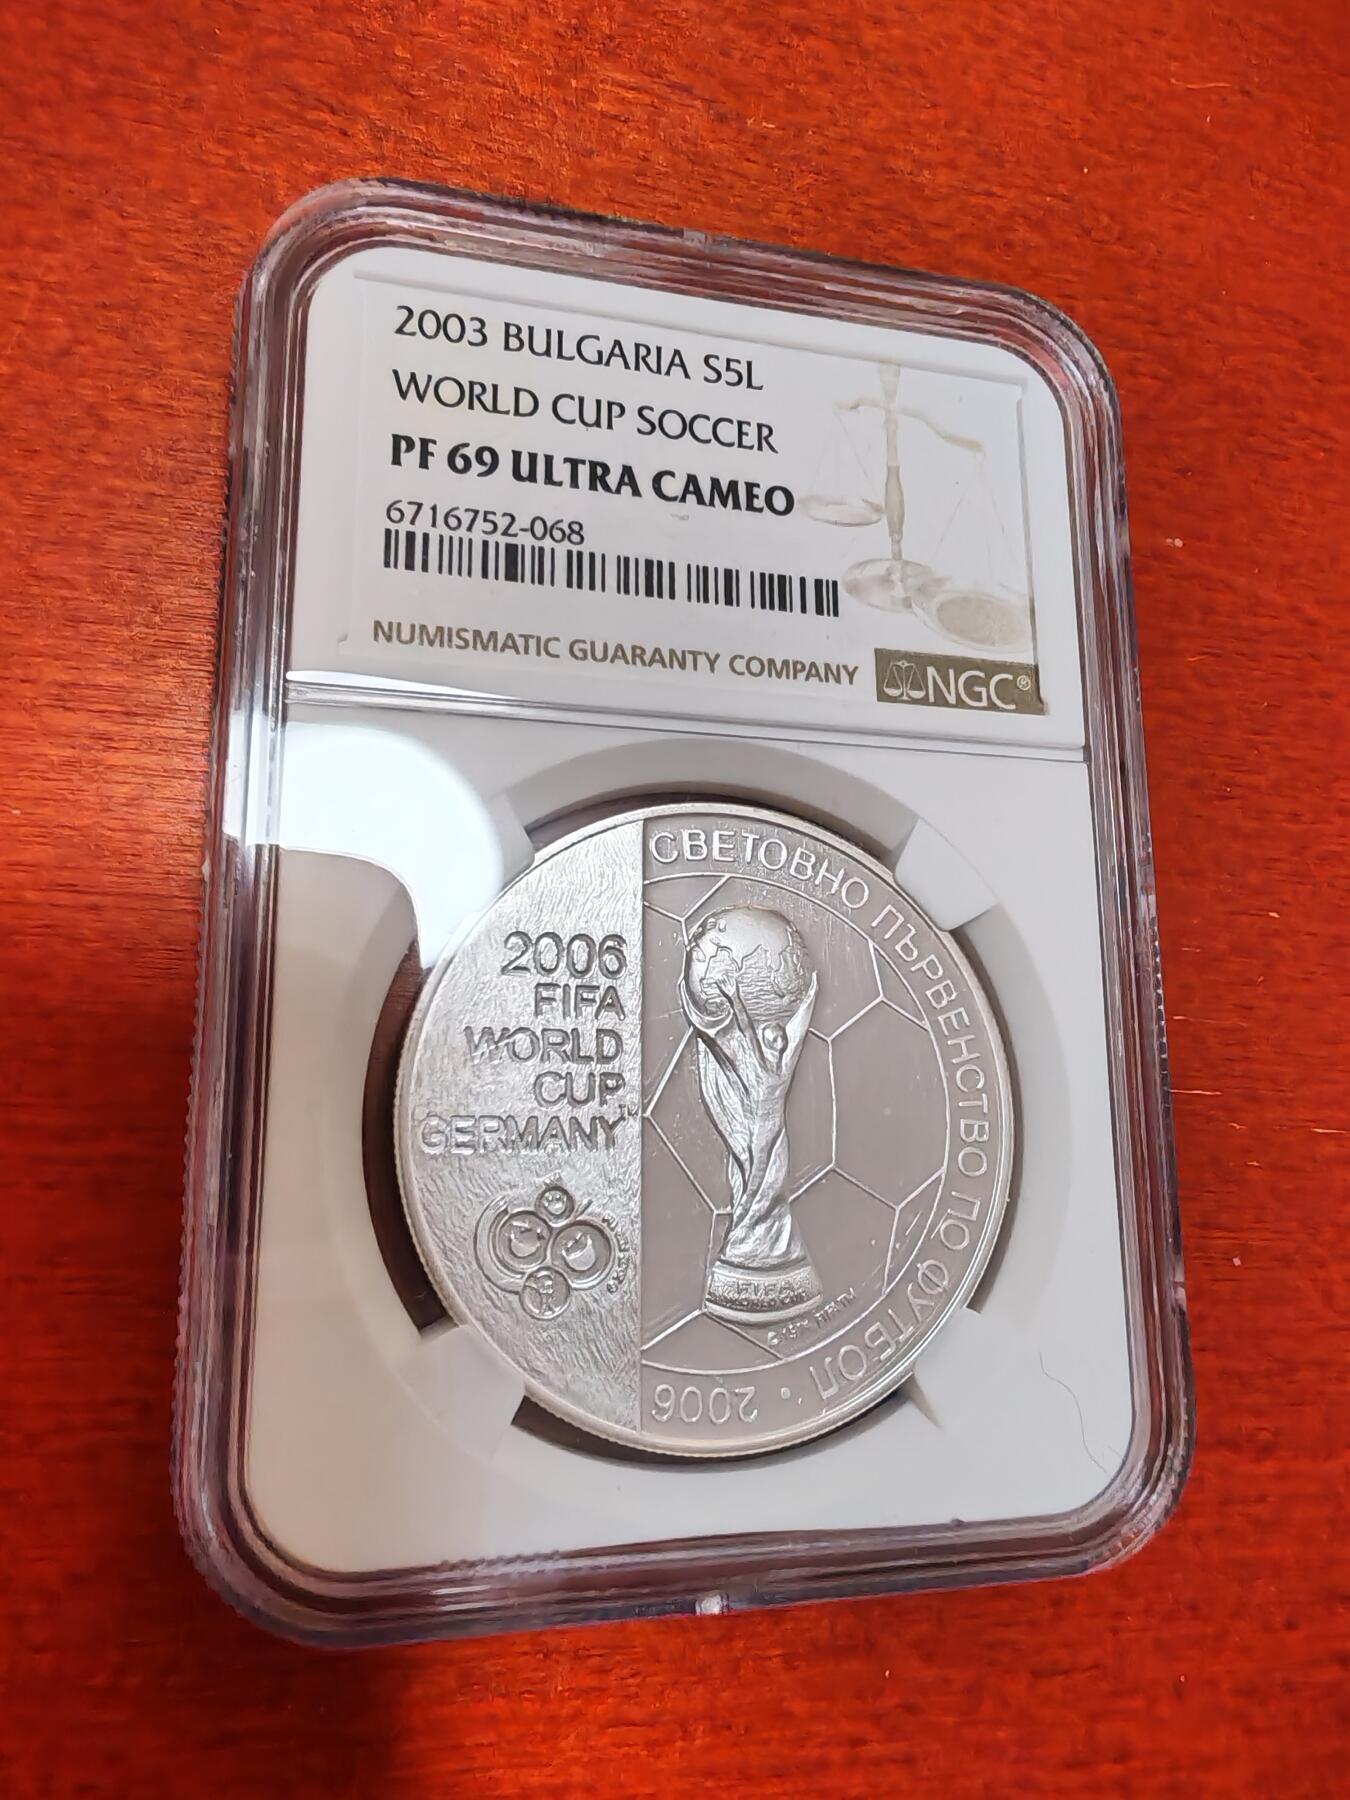 2003 BULGARIA S5L
WORLD CUP SOCCER
PF 69 ULTRA CAMEO
6716752-068
NUMISMATIC GUARANTY COMPANY
NGC®
СВЕТОВНО ПЪРВЕНСТВО ПО ФУТБОЛ • 2006
2006
FIFA
WORLD
CUP
GERMANY
TM